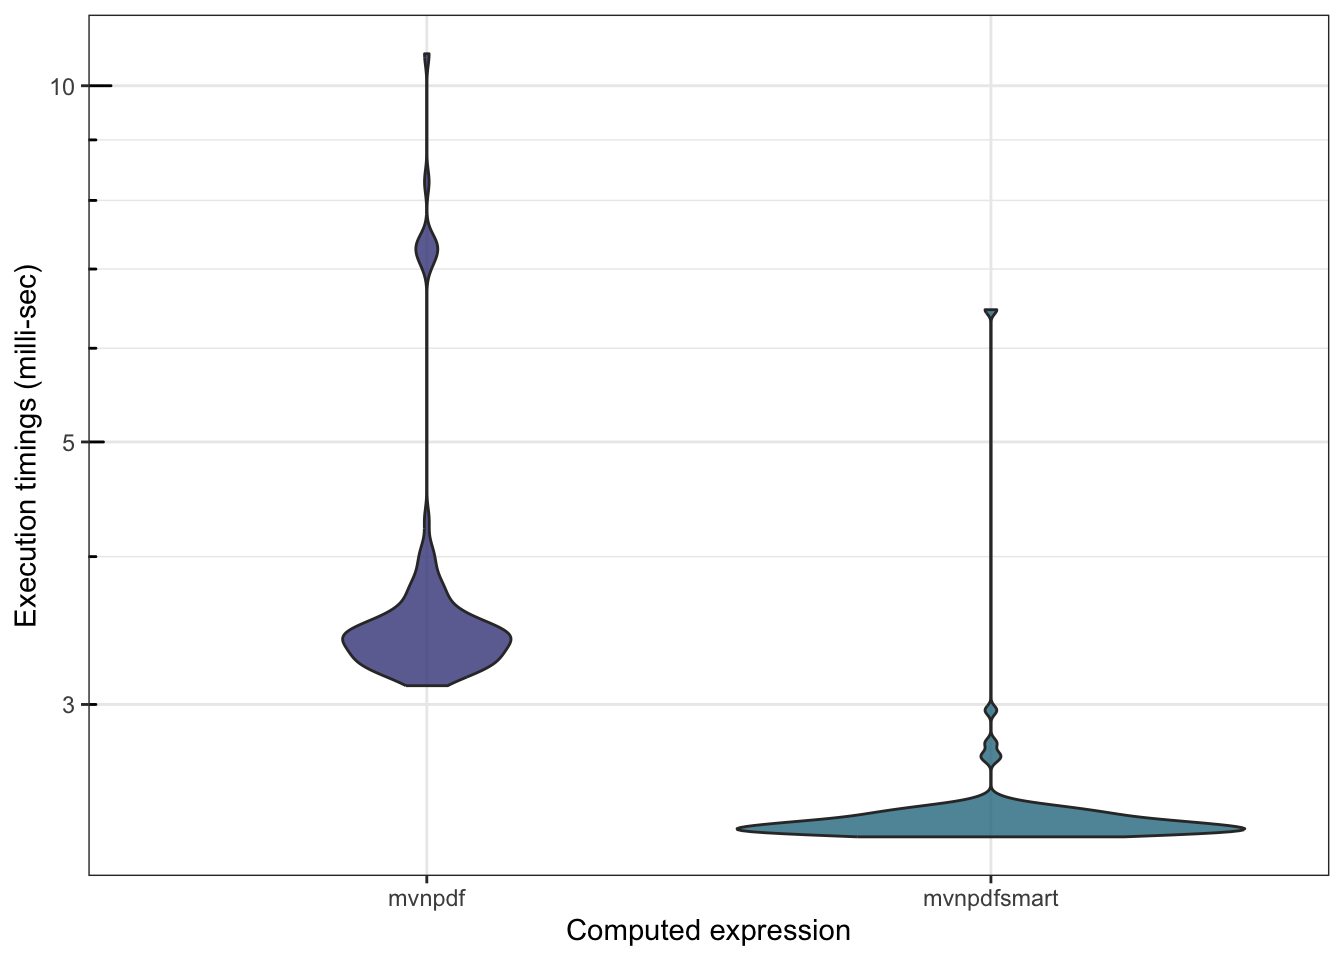 Execution timings (milli-sec)
10
5
3
mvnpdf
mvnpdfsmart
Computed expression